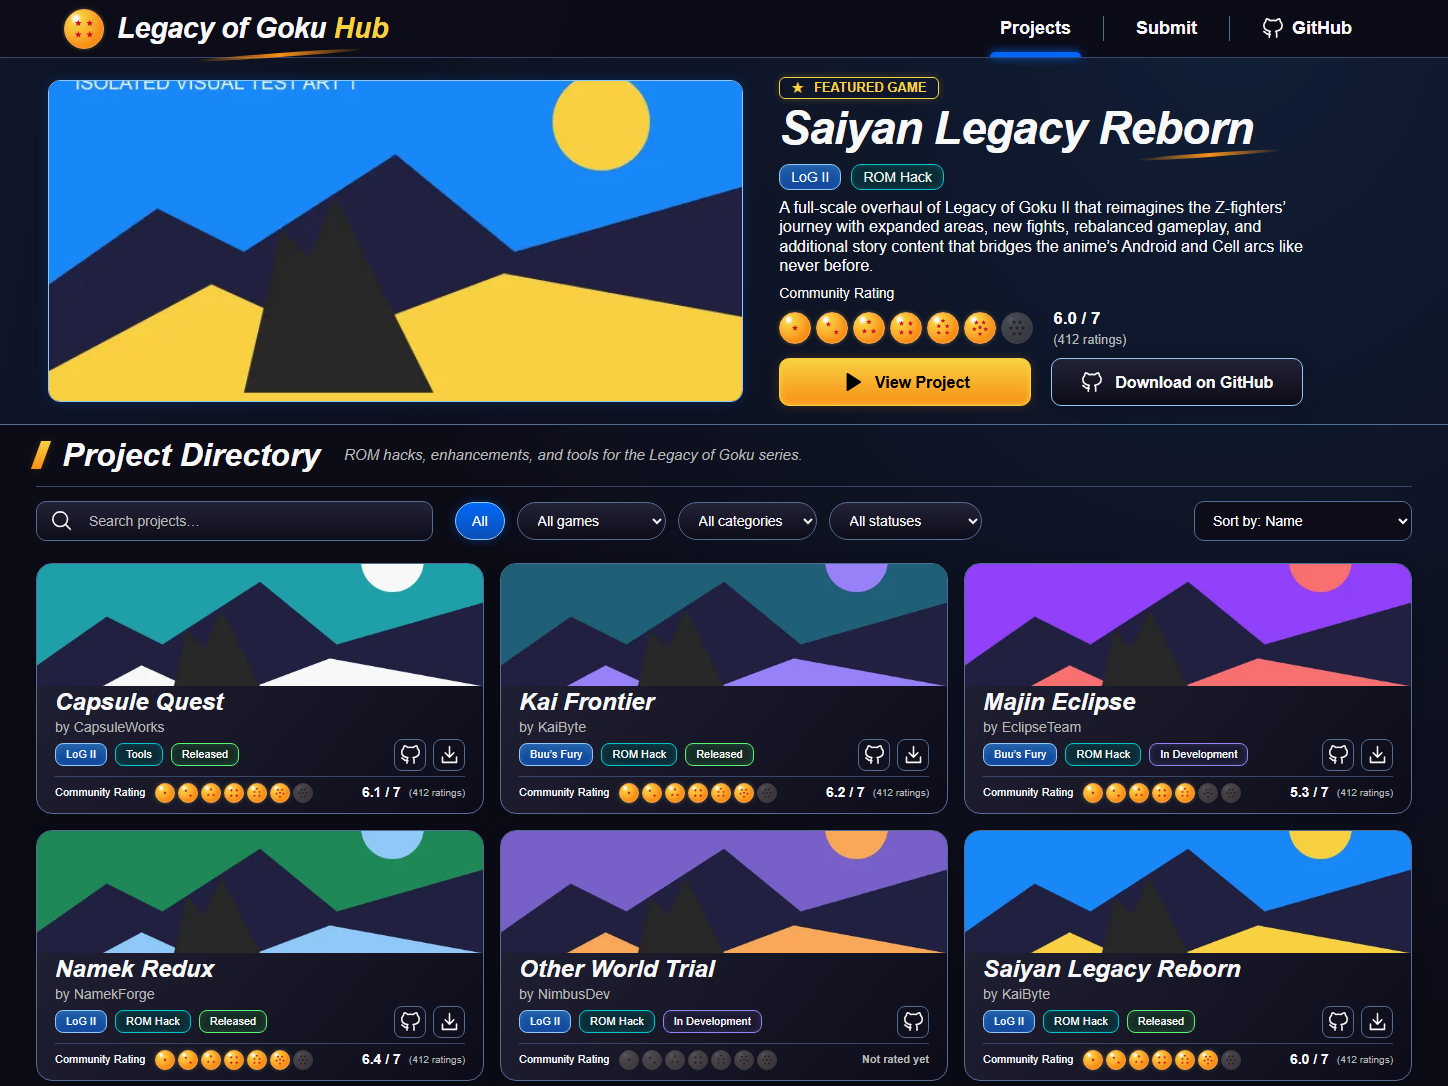 Legacy of Goku Hub
Projects
Submit
GitHub
ISOLATED VISUAL TEST ART 1
★ FEATURED GAME
Saiyan Legacy Reborn
LoG II
ROM Hack
A full-scale overhaul of Legacy of Goku II that reimagines the Z-fighters’
journey with expanded areas, new fights, rebalanced gameplay, and
additional story content that bridges the anime’s Android and Cell arcs like
never before.
Community Rating
6.0 / 7
(412 ratings)
View Project
Download on GitHub
Project Directory
ROM hacks, enhancements, and tools for the Legacy of Goku series.
Search projects…
All
All games
All categories
All statuses
Sort by: Name
Capsule Quest
by CapsuleWorks
LoG II
Tools
Released
Community Rating
6.1 / 7 (412 ratings)
Kai Frontier
by KaiByte
Buu's Fury
ROM Hack
Released
Community Rating
6.2 / 7 (412 ratings)
Majin Eclipse
by EclipseTeam
Buu's Fury
ROM Hack
In Development
Community Rating
5.3 / 7 (412 ratings)
Namek Redux
by NamekForge
LoG II
ROM Hack
Released
Community Rating
6.4 / 7 (412 ratings)
Other World Trial
by NimbusDev
LoG II
ROM Hack
In Development
Community Rating
Not rated yet
Saiyan Legacy Reborn
by KaiByte
LoG II
ROM Hack
Released
Community Rating
6.0 / 7 (412 ratings)